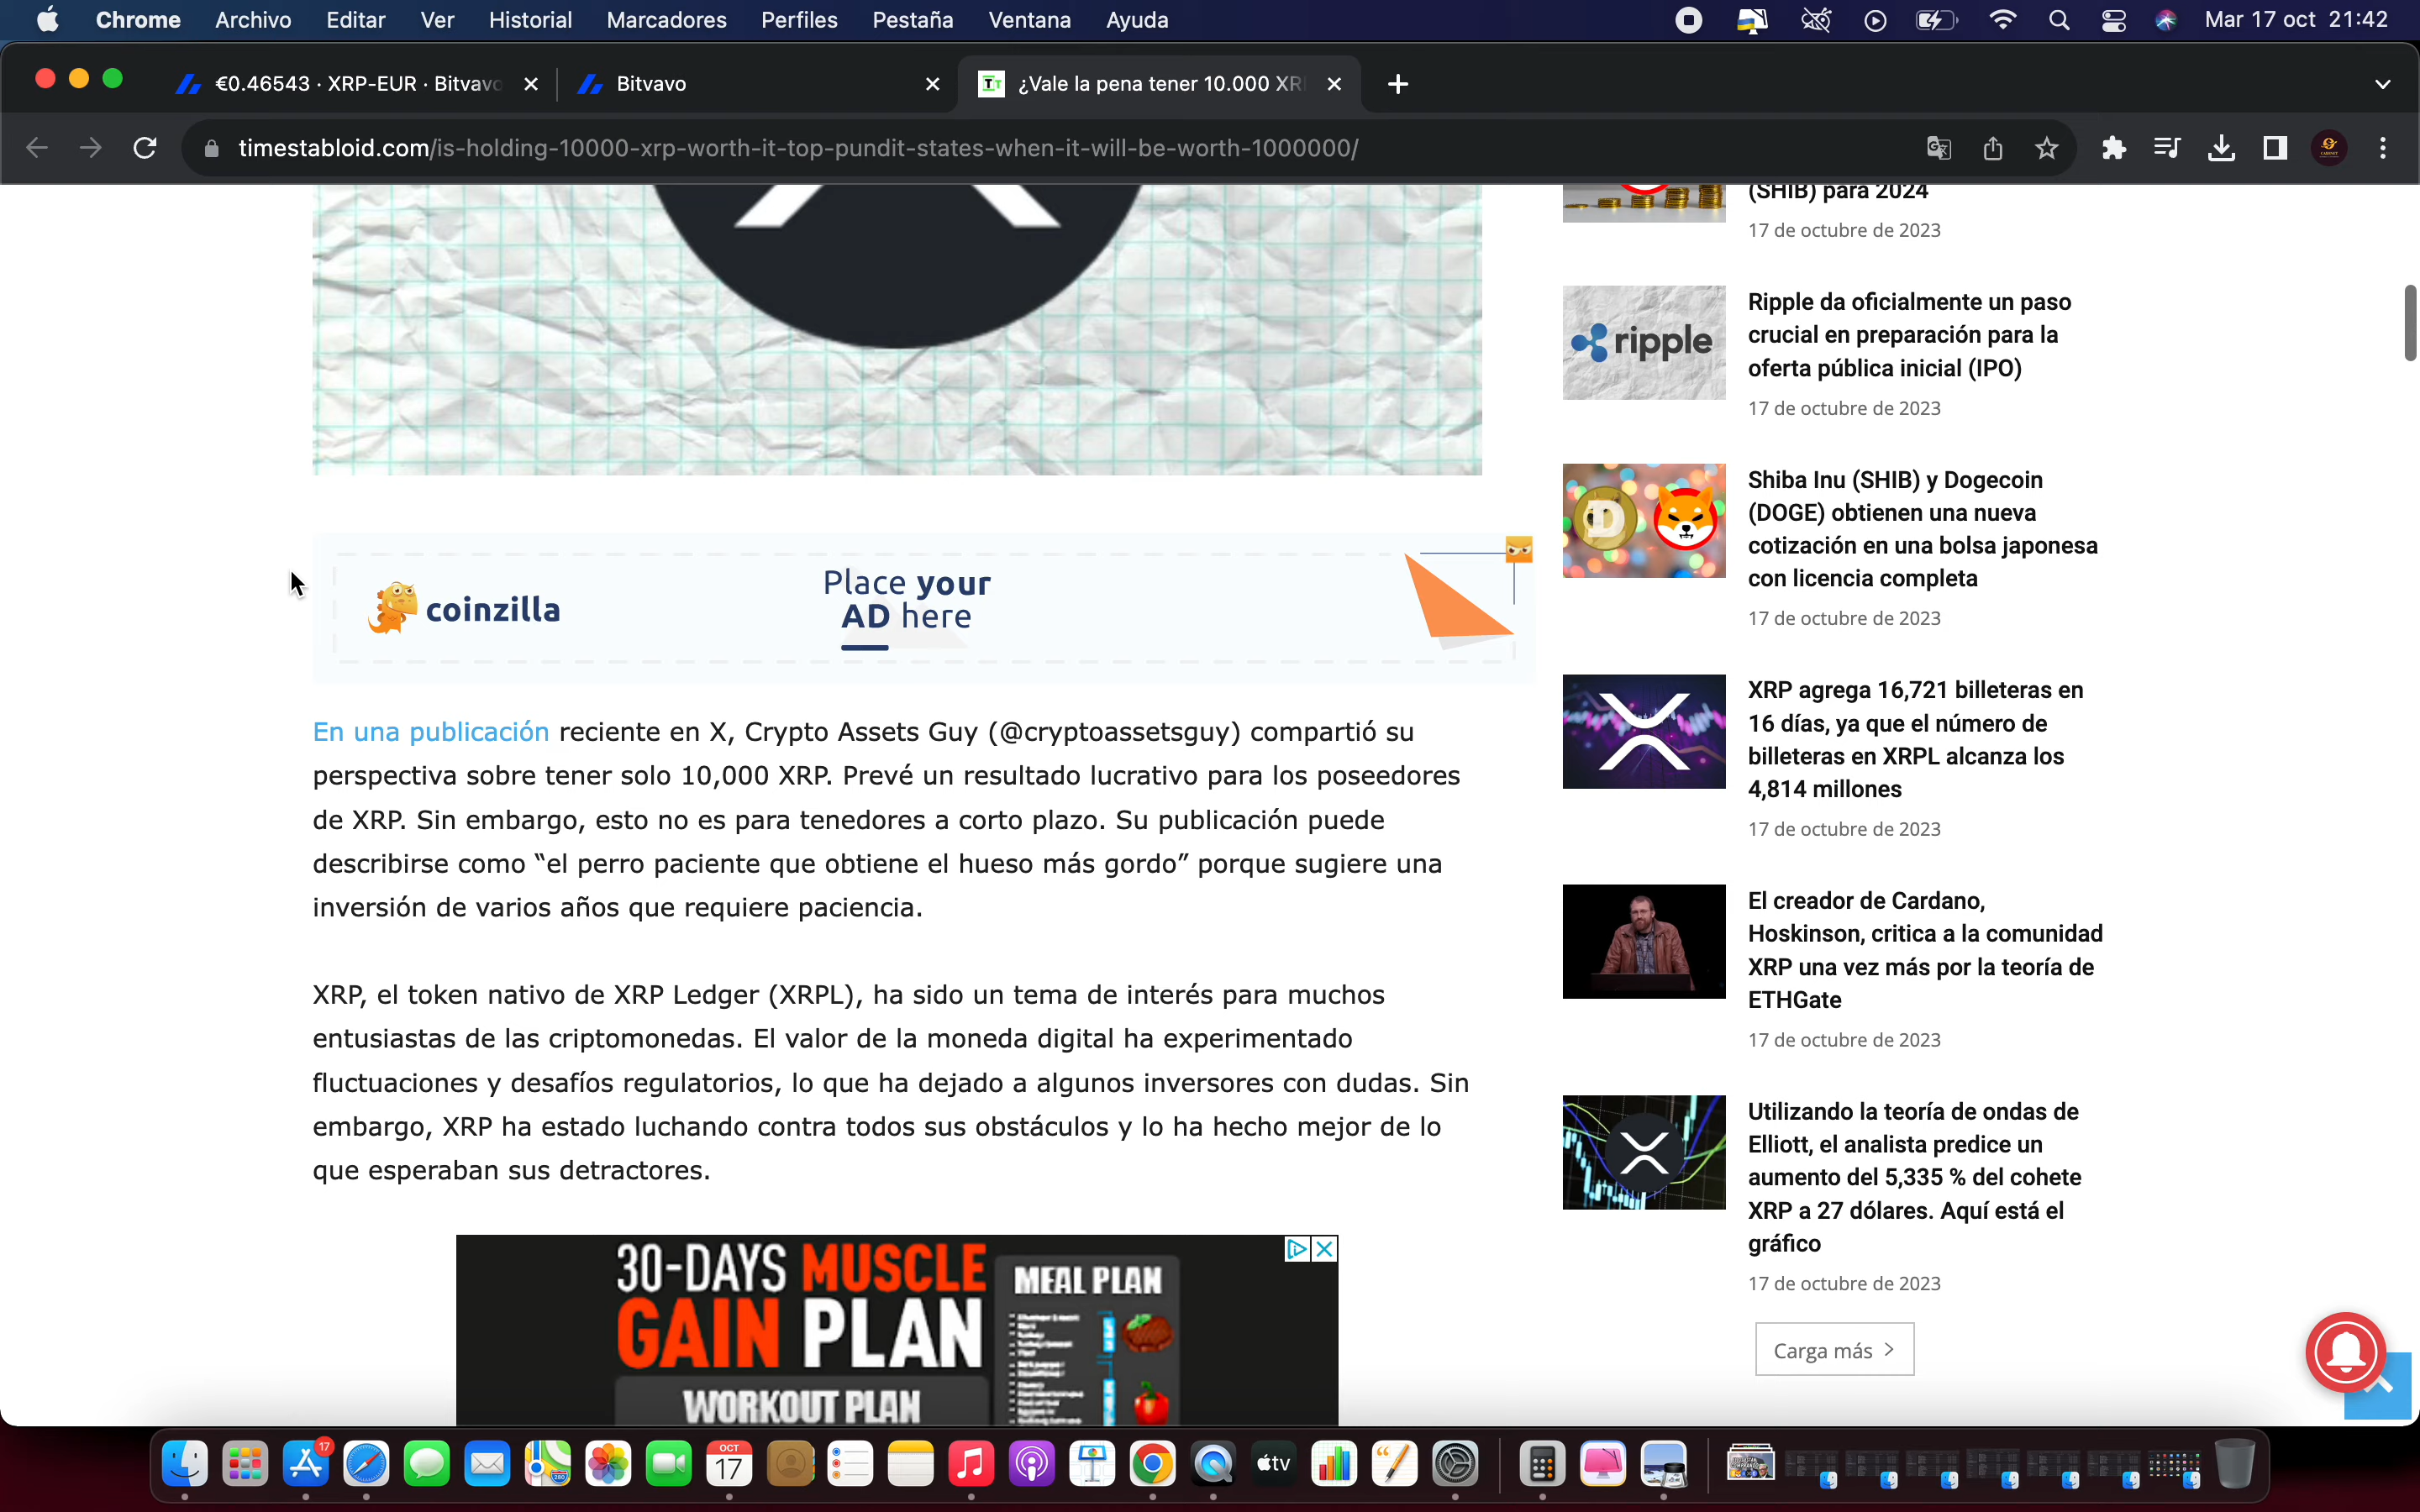 Chrome Archivo Editar Ver Historial Marcadores Perfiles Pestaña Ventana Ayuda Mar 17 oct 21:42
€0.46543 · XRP-EUR · Bitvavo Bitvavo ¿Vale la pena tener 10.000 XR
timestabloid.com/is-holding-10000-xrp-worth-it-top-pundit-states-when-it-will-be-worth-1000000/
coinzilla
Place your
AD here
En una publicación reciente en X, Crypto Assets Guy (@cryptoassetsguy) compartió su
perspectiva sobre tener solo 10,000 XRP. Prevé un resultado lucrativo para los poseedores
de XRP. Sin embargo, esto no es para tenedores a corto plazo. Su publicación puede
describirse como “el perro paciente que obtiene el hueso más gordo” porque sugiere una
inversión de varios años que requiere paciencia.
XRP, el token nativo de XRP Ledger (XRPL), ha sido un tema de interés para muchos
entusiastas de las criptomonedas. El valor de la moneda digital ha experimentado
fluctuaciones y desafíos regulatorios, lo que ha dejado a algunos inversores con dudas. Sin
embargo, XRP ha estado luchando contra todos sus obstáculos y lo ha hecho mejor de lo
que esperaban sus detractores.
30-DAYS MUSCLE
GAIN PLAN
WORKOUT PLAN
MEAL PLAN
(SHIB) para 2024
17 de octubre de 2023
ripple
Ripple da oficialmente un paso
crucial en preparación para la
oferta pública inicial (IPO)
17 de octubre de 2023
Shiba Inu (SHIB) y Dogecoin
(DOGE) obtienen una nueva
cotización en una bolsa japonesa
con licencia completa
17 de octubre de 2023
XRP agrega 16,721 billeteras en
16 días, ya que el número de
billeteras en XRPL alcanza los
4,814 millones
17 de octubre de 2023
El creador de Cardano,
Hoskinson, critica a la comunidad
XRP una vez más por la teoría de
ETHGate
17 de octubre de 2023
Utilizando la teoría de ondas de
Elliott, el analista predice un
aumento del 5,335 % del cohete
XRP a 27 dólares. Aquí está el
gráfico
17 de octubre de 2023
Carga más >
17
OCT
17
tv